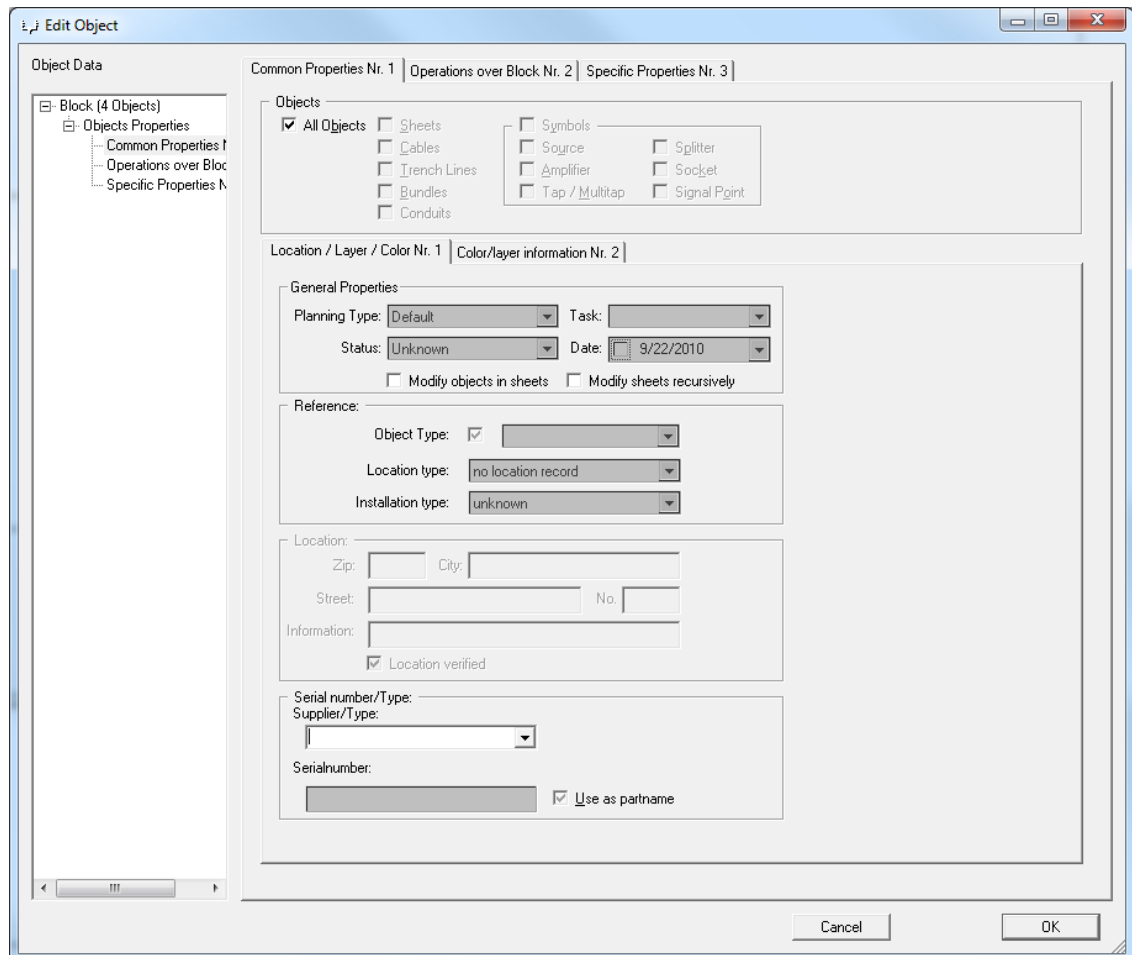 Edit Object
Object Data
Block (4 Objects)
Objects Properties
Common Properties N
Operations over Bloc
Specific Properties N
Common Properties Nr. 1 Operations over Block Nr. 2 Specific Properties Nr. 3
Objects
All Objects Sheets Symbols
Cables Source Splitter
Trench Lines Amplifier Socket
Bundles Tap / Multitap Signal Point
Conduits
Location / Layer / Color Nr. 1 Color/layer information Nr. 2
General Properties
Planning Type: Default Task:
Status: Unknown Date: 9/22/2010
Modify objects in sheets Modify sheets recursively
Reference:
Object Type:
Location type: no location record
Installation type: unknown
Location:
Zip: City:
Street: No.
Information:
Location verified
Serial number/Type:
Supplier/Type:
Serialnumber:
Use as partname
Cancel OK